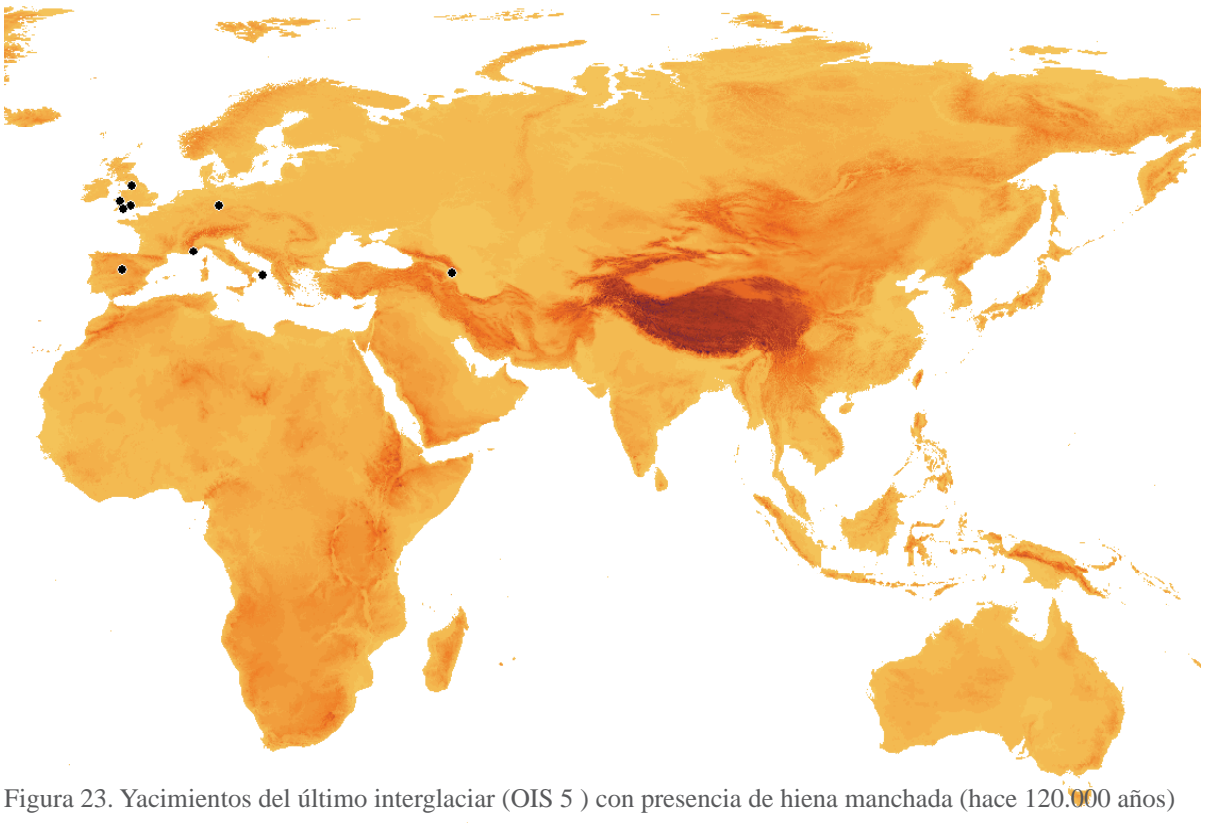 Figura 23. Yacimientos del último interglaciar (OIS 5 ) con presencia de hiena manchada (hace 120.000 años)